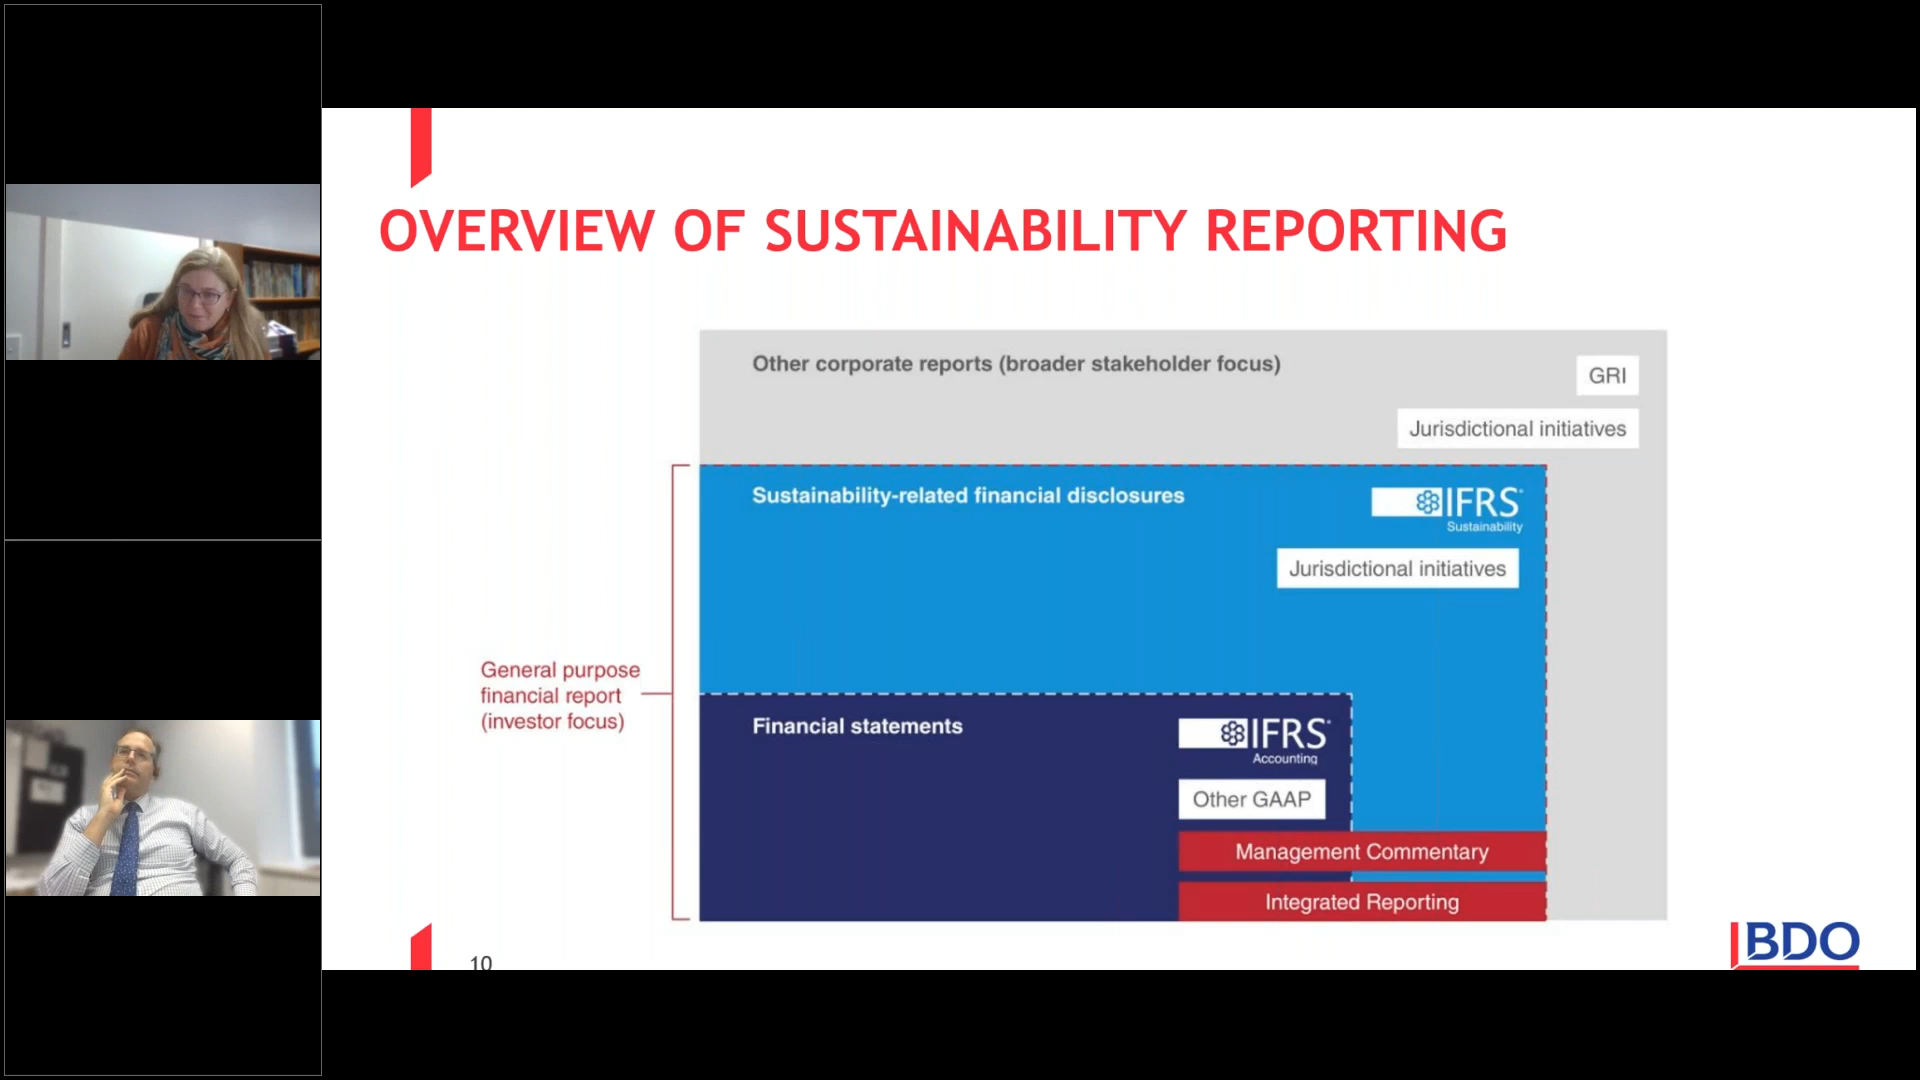 OVERVIEW OF SUSTAINABILITY REPORTING
Other corporate reports (broader stakeholder focus)
GRI
Jurisdictional initiatives
Sustainability-related financial disclosures
IFRS
Sustainability
Jurisdictional initiatives
General purpose
financial report
(investor focus)
Financial statements
IFRS
Accounting
Other GAAP
Management Commentary
Integrated Reporting
10
BDO